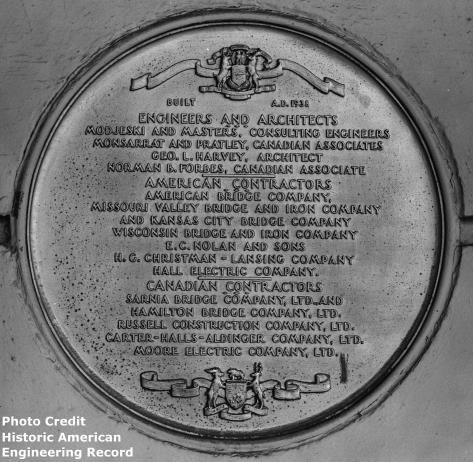 BUILT A.D. 1938
ENGINEERS AND ARCHITECTS
MODJESKI AND MASTERS, CONSULTING ENGINEERS
MONSARRAT AND PRATLEY, CANADIAN ASSOCIATES
GEO. L. HARVEY, ARCHITECT
NORMAN B. FORBES, CANADIAN ASSOCIATE
AMERICAN CONTRACTORS
AMERICAN BRIDGE COMPANY,
MISSOURI VALLEY BRIDGE AND IRON COMPANY
AND KANSAS CITY BRIDGE COMPANY
WISCONSIN BRIDGE AND IRON COMPANY
E.C. NOLAN AND SONS
H.G. CHRISTMAN - LANSING COMPANY
HALL ELECTRIC COMPANY.
CANADIAN CONTRACTORS
SARNIA BRIDGE COMPANY, LTD. AND
HAMILTON BRIDGE COMPANY, LTD.
RUSSELL CONSTRUCTION COMPANY, LTD.
CARTER-HALLS-ALDINGER COMPANY, LTD.
MOORE ELECTRIC COMPANY, LTD.
Photo Credit
Historic American
Engineering Record